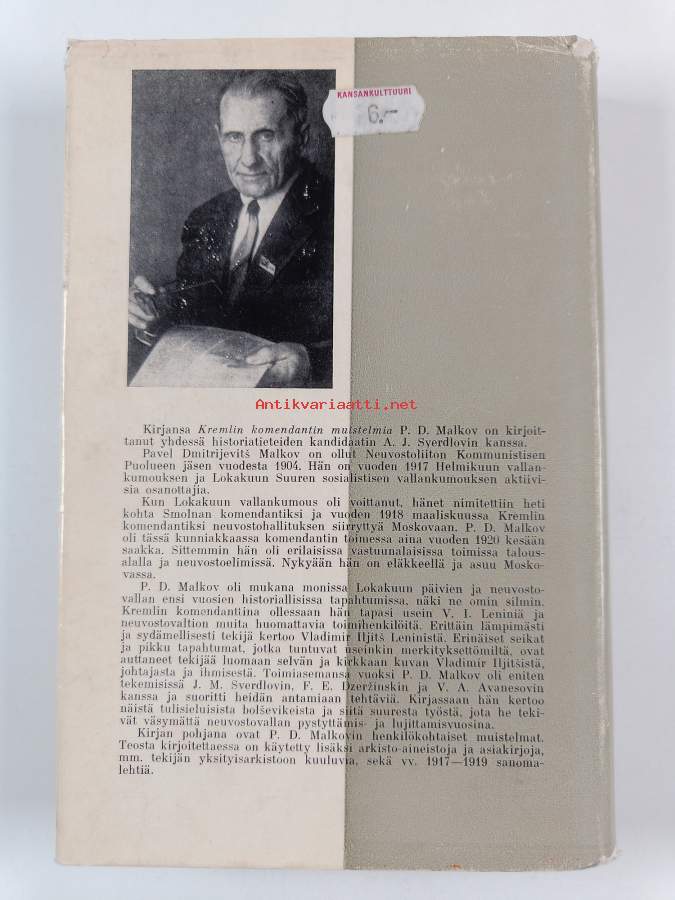 KANSANKULTTUURI
6.-
Antikvariaatti.net
Kirjansa Kremlin komendantin muistelmia P. D. Malkov on kirjoit-
tanut yhdessä historiatieteiden kandidaatin A. J. Sverdlovin kanssa.
Pavel Dmitrijevitš Malkov on ollut Neuvostoliiton Kommunistisen
Puolueen jäsen vuodesta 1904. Hän on vuoden 1917 Helmikuun vallan-
kumouksen ja Lokakuun Suuren sosialistisen vallankumouksen aktiivi-
sia osanottajia.
Kun Lokakuun vallankumous oli voittanut, hänet nimitettiin heti
kohta Smolnan komendantiksi ja vuoden 1918 maaliskuussa Kremlin
komendantiksi neuvostohallituksen siirryttyä Moskovaan. P. D. Malkov
oli tässä kunniakkaassa komendantin toimessa aina vuoden 1920 kesään
saakka. Sittemmin hän oli erilaisissa vastuunalaisissa toimissa talous-
alalla ja neuvostoelimissä. Nykyään hän on eläkkeellä ja asuu Mosko-
vassa.
P. D. Malkov oli mukana monissa Lokakuun päivien ja neuvosto-
vallan ensi vuosien historiallisissa tapahtumissa, näki ne omin silmin.
Kremlin komendanttina ollessaan hän tapasi usein V. I. Leniniä ja
neuvostovaltion muita huomattavia toimihenkilöitä. Erittäin lämpimästi
ja sydämellisesti tekijä kertoo Vladimir Iljitš Leninistä. Erinäiset seikat
ja pikku tapahtumat, jotka tuntuvat useinkin merkityksettömiltä, ovat
auttaneet tekijää luomaan selvän ja kirkkaan kuvan Vladimir Iljitšistä,
johtajasta ja ihmisestä. Toimiasemansa vuoksi P. D. Malkov oli eniten
tekemisissä J. M. Sverdlovin, F. E. Dzeržinskin ja V. A. Avanesovin
kanssa ja suoritti heidän antamiaan tehtäviä. Kirjassaan hän kertoo
näistä tulisieluisista bolševikeista ja siitä suuresta työstä, jota he teki-
vät väsymättä neuvostovallan pystyttämis- ja lujittamisvuosina.
Kirjan pohjana ovat P. D. Malkovin henkilökohtaiset muistelmat.
Teosta kirjoitettaessa on käytetty lisäksi arkisto-aineistoja ja asiakirjoja,
mm. tekijän yksityisarkistoon kuuluvia, sekä vv. 1917—1919 sanoma-
lehtiä.